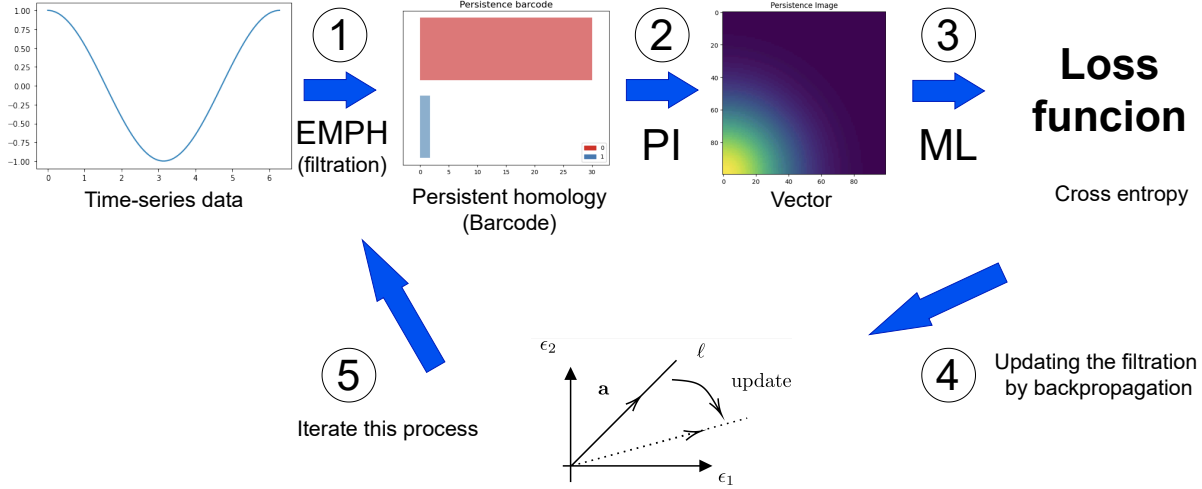 1.00
0.75
0.50
0.25
0.00
−0.25
−0.50
−0.75
−1.00
0 1 2 3 4 5 6
Time-series data
1
EMPH
(filtration)
Persistence barcode
0
1
0 5 10 15 20 25 30
Persistent homology
(Barcode)
2
PI
Persistence Image
0
20
40
60
80
0 20 40 60 80
Vector
3
ML
Loss
funcion
Cross entropy
4
Updating the filtration
by backpropagation
ϵ2
ℓ
a
update
ϵ1
5
Iterate this process